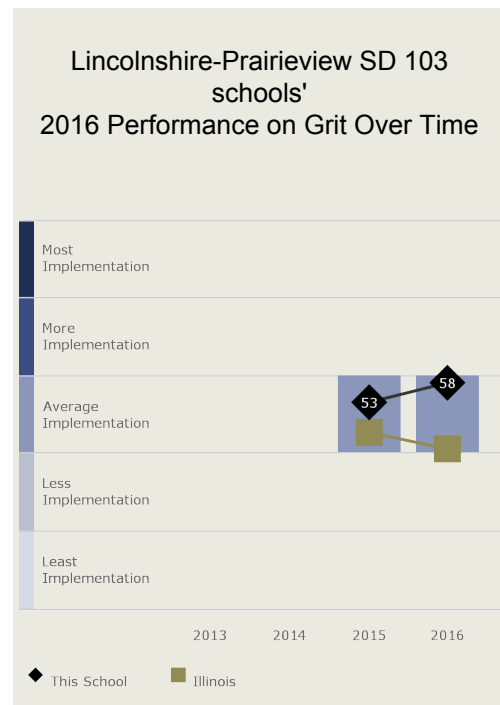 Lincolnshire-Prairieview SD 103
schools'
2016 Performance on Grit Over Time
Most
Implementation
More
Implementation
Average
Implementation
Less
Implementation
Least
Implementation
53
58
2013 2014 2015 2016
This School Illinois